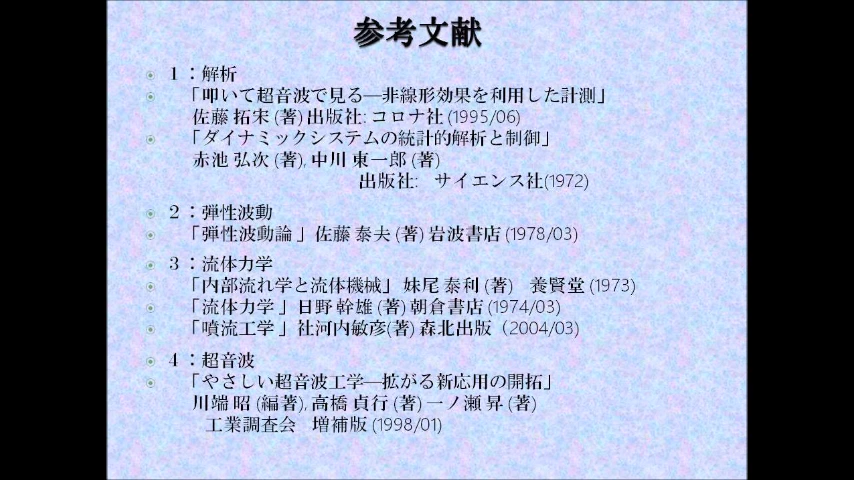 参考文献
１：解析
「叩いて超音波で見る―非線形効果を利用した計測」
佐藤 拓宋 (著) 出版社: コロナ社 (1995/06)
「ダイナミックシステムの統計的解析と制御」
赤池 弘次 (著), 中川 東一郎 (著)
出版社:　サイエンス社(1972)
２：弾性波動
「弾性波動論 」佐藤 泰夫 (著) 岩波書店 (1978/03)
３：流体力学
「内部流れ学と流体機械」 妹尾 泰利 (著)　養賢堂 (1973)
「流体力学 」日野 幹雄 (著) 朝倉書店 (1974/03)
「噴流工学 」社河内敏彦(著) 森北出版（2004/03)
４：超音波
「やさしい超音波工学―拡がる新応用の開拓」
川端 昭 (編著), 高橋 貞行 (著) 一ノ瀬 昇 (著)
工業調査会　増補版 (1998/01)